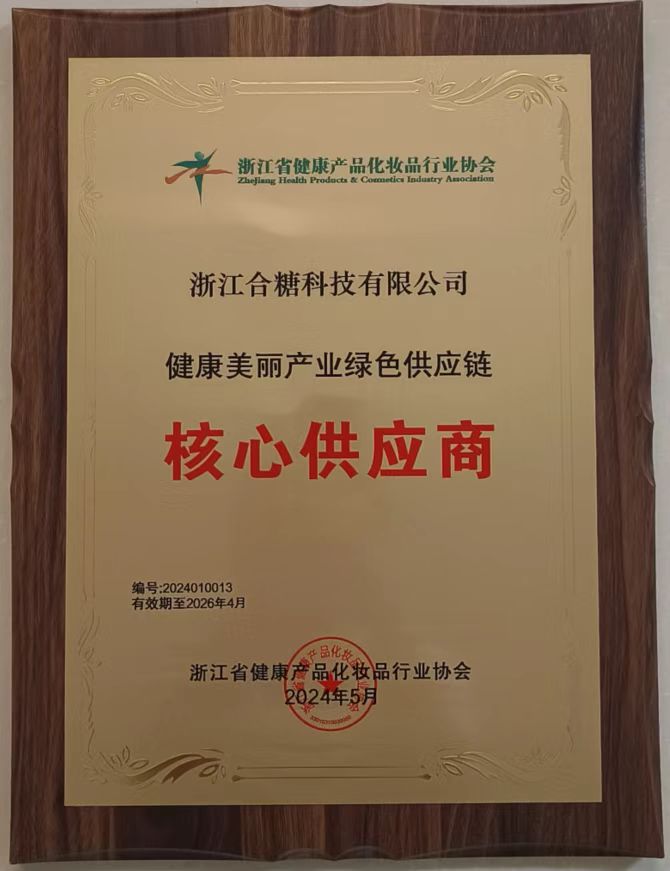 浙江省健康产品化妆品行业协会
ZheJiang Health Products & Cosmetics Industry Association
浙江合糖科技有限公司
健康美丽产业绿色供应链
核心供应商
编号:2024010013
有效期至2026年4月
浙江省健康产品化妆品行业协会
2024年5月